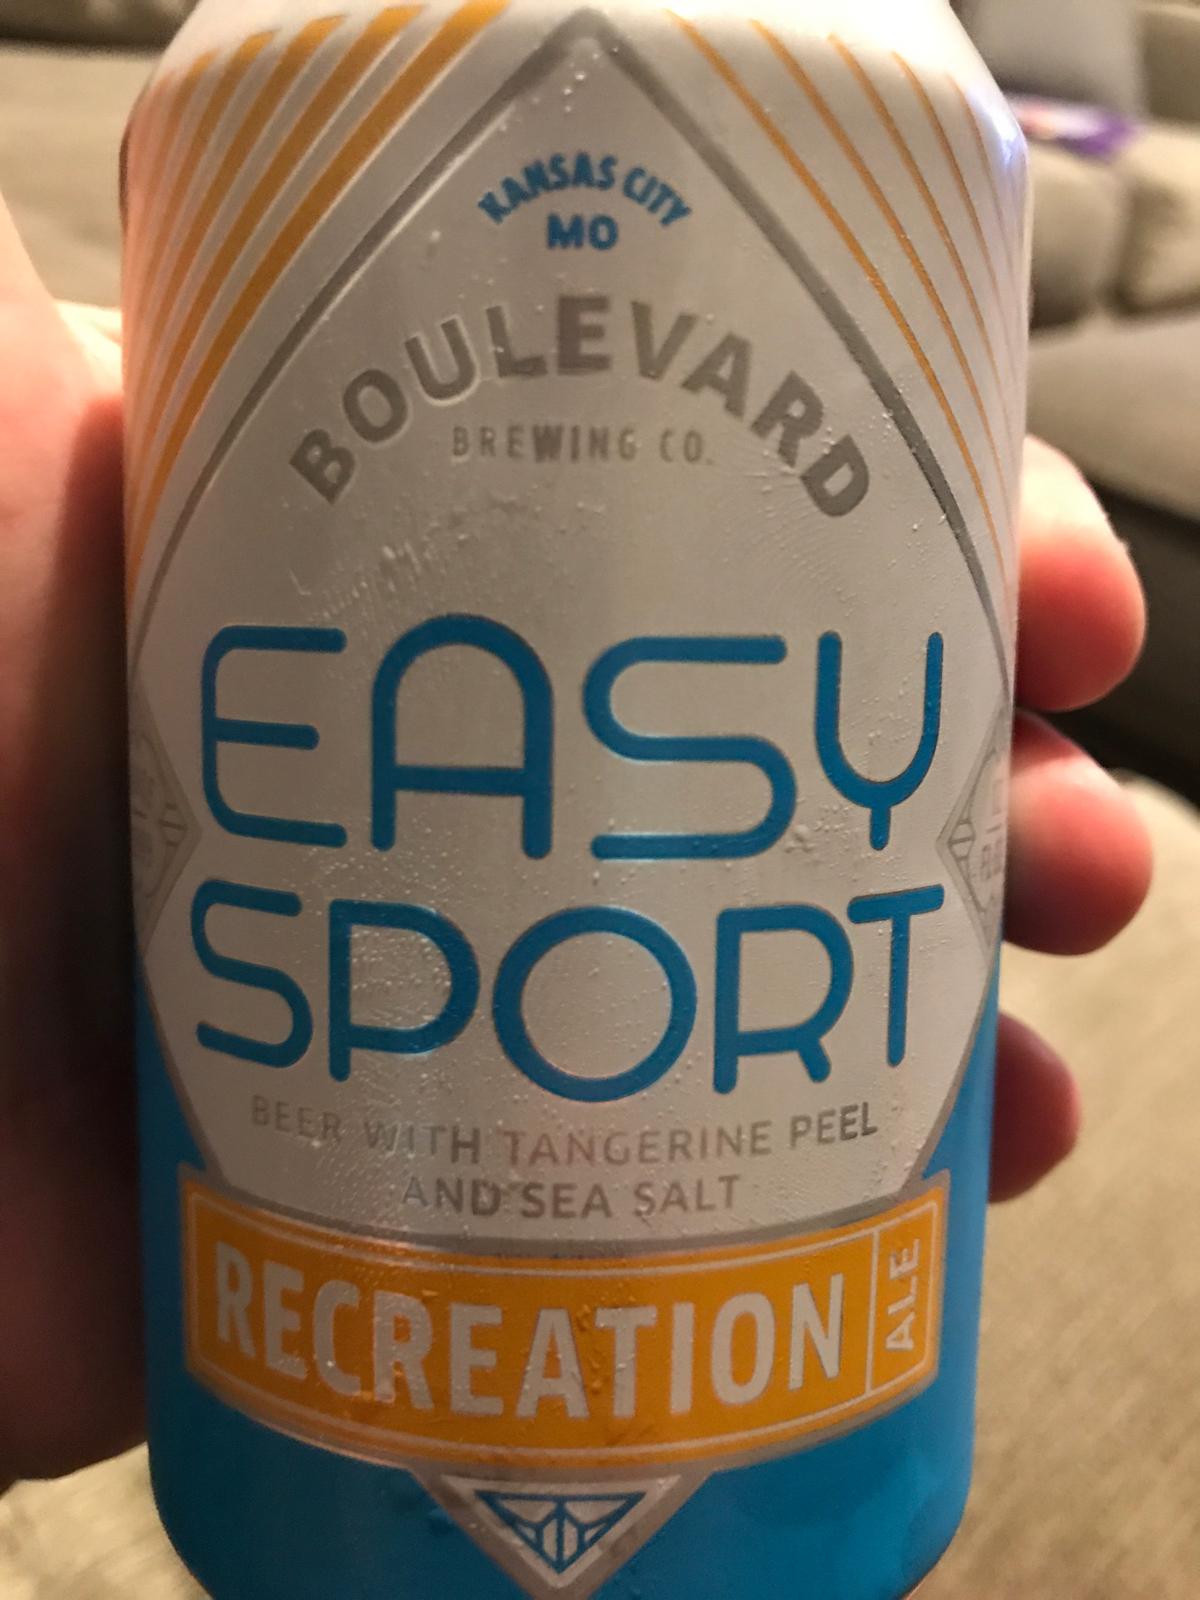 KANSAS CITY
MO
BOULEVARD
BREWING CO.
EASY
SPORT
BEER WITH TANGERINE PEEL
AND SEA SALT
RECREATION
ALE